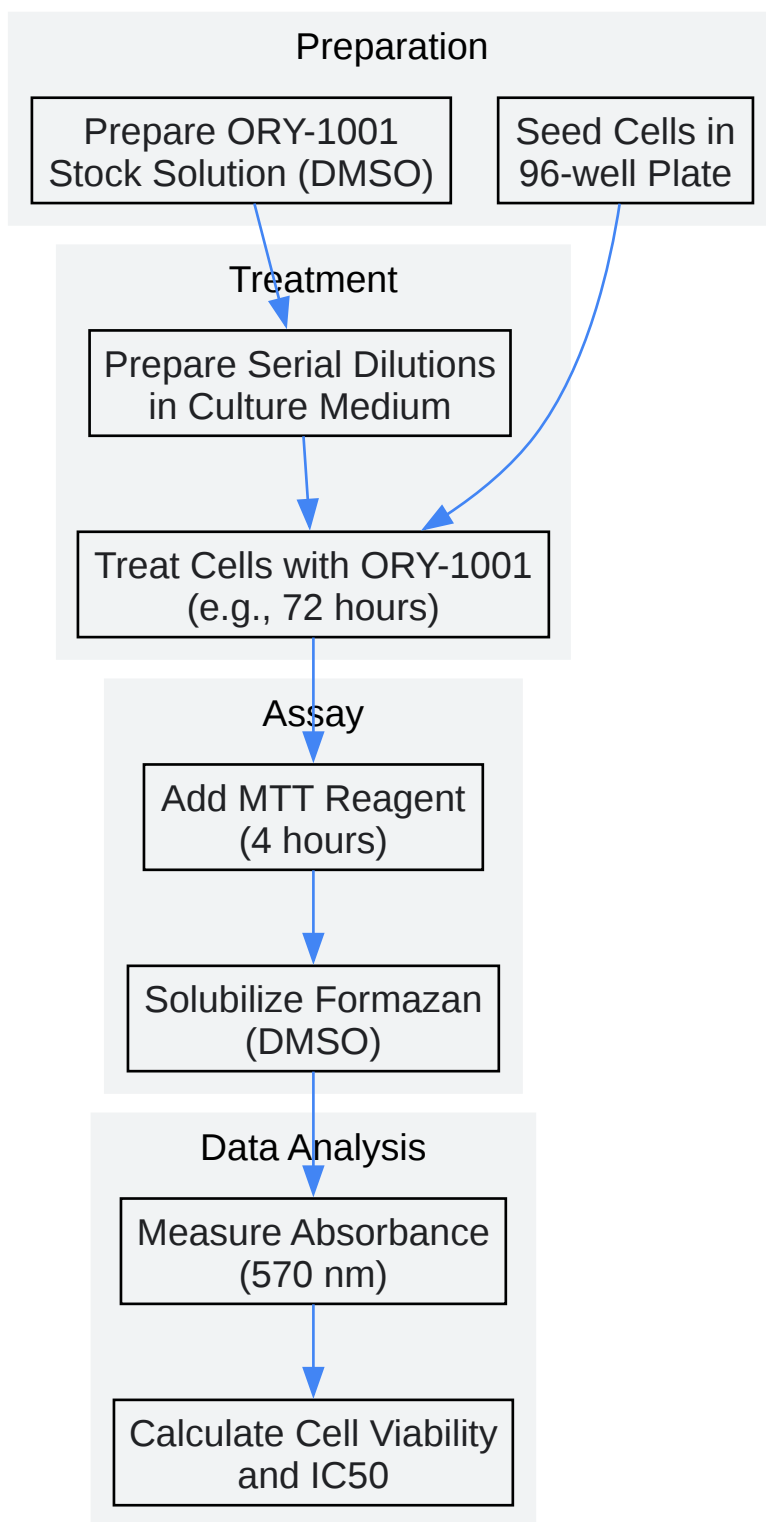 Preparation
Prepare ORY-1001
Stock Solution (DMSO)
Seed Cells in
96-well Plate
Treatment
Prepare Serial Dilutions
in Culture Medium
Treat Cells with ORY-1001
(e.g., 72 hours)
Assay
Add MTT Reagent
(4 hours)
Solubilize Formazan
(DMSO)
Data Analysis
Measure Absorbance
(570 nm)
Calculate Cell Viability
and IC50